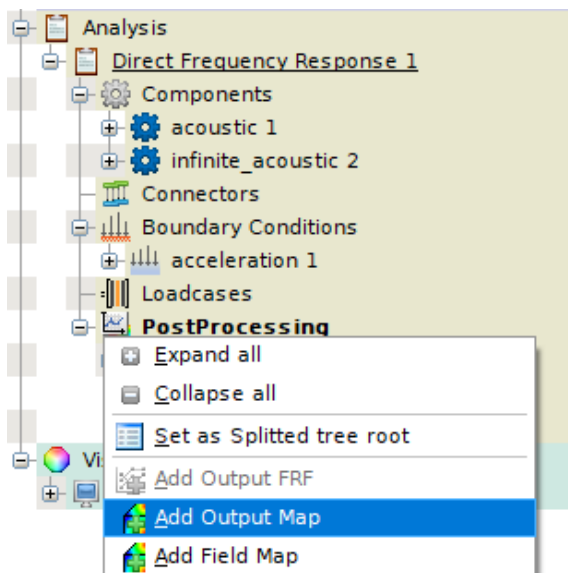 Analysis
Direct Frequency Response 1
Components
acoustic 1
infinite_acoustic 2
Connectors
Boundary Conditions
acceleration 1
Loadcases
PostProcessing
Expand all
Collapse all
Set as Splitted tree root
Vi
Add Output FRF
Add Output Map
Add Field Map